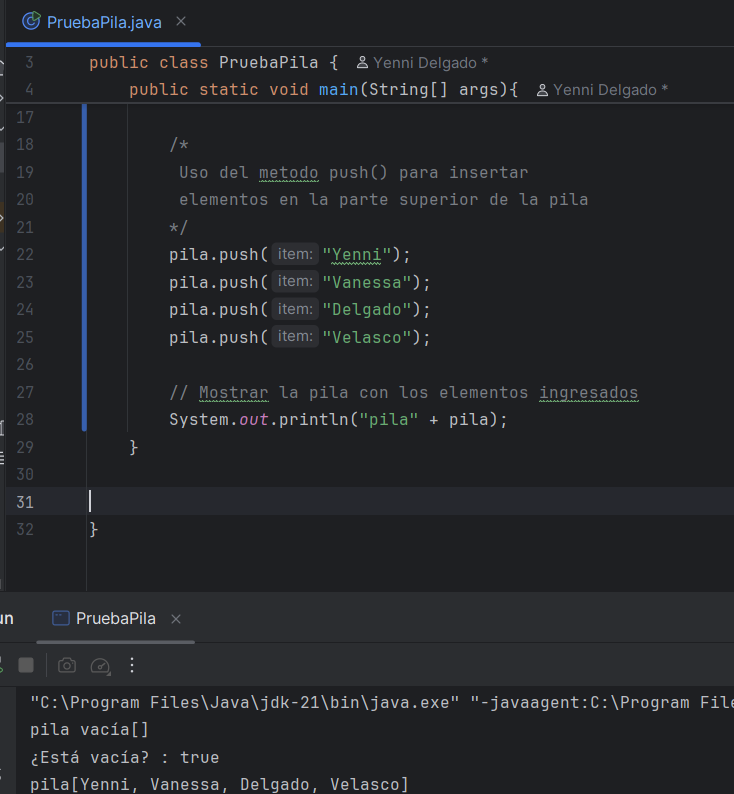 PruebaPila.java
3 public class PruebaPila { Yenni Delgado *
4 public static void main(String[] args){ Yenni Delgado *
17
18 /*
19 Uso del metodo push() para insertar
20 elementos en la parte superior de la pila
21 */
22 pila.push( item: "Yenni");
23 pila.push( item: "Vanessa");
24 pila.push( item: "Delgado");
25 pila.push( item: "Velasco");
26
27 // Mostrar la pila con los elementos ingresados
28 System.out.println("pila" + pila);
29 }
30
31
32 }
un PruebaPila
"C:\Program Files\Java\jdk-21\bin\java.exe" "-javaagent:C:\Program File
pila vacía[]
¿Está vacía? : true
pila[Yenni, Vanessa, Delgado, Velasco]